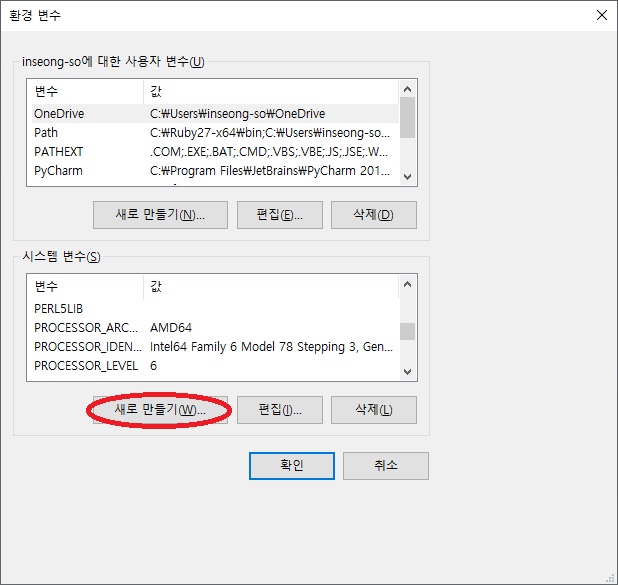 환경 변수
inseong-so에 대한 사용자 변수(U)
변수 값
OneDrive C:₩Users₩inseong-so₩OneDrive
Path C:₩Ruby27-x64₩bin;C:₩Users₩inseong-so...
PATHEXT .COM;.EXE;.BAT;.CMD;.VBS;.VBE;.JS;.JSE;.W...
PyCharm C:₩Program Files₩JetBrains₩PyCharm 201...
새로 만들기(N)... 편집(E)... 삭제(D)
시스템 변수(S)
변수 값
PERL5LIB
PROCESSOR_ARC... AMD64
PROCESSOR_IDEN... Intel64 Family 6 Model 78 Stepping 3, Gen...
PROCESSOR_LEVEL 6
새로 만들기(W)... 편집(I)... 삭제(L)
확인 취소